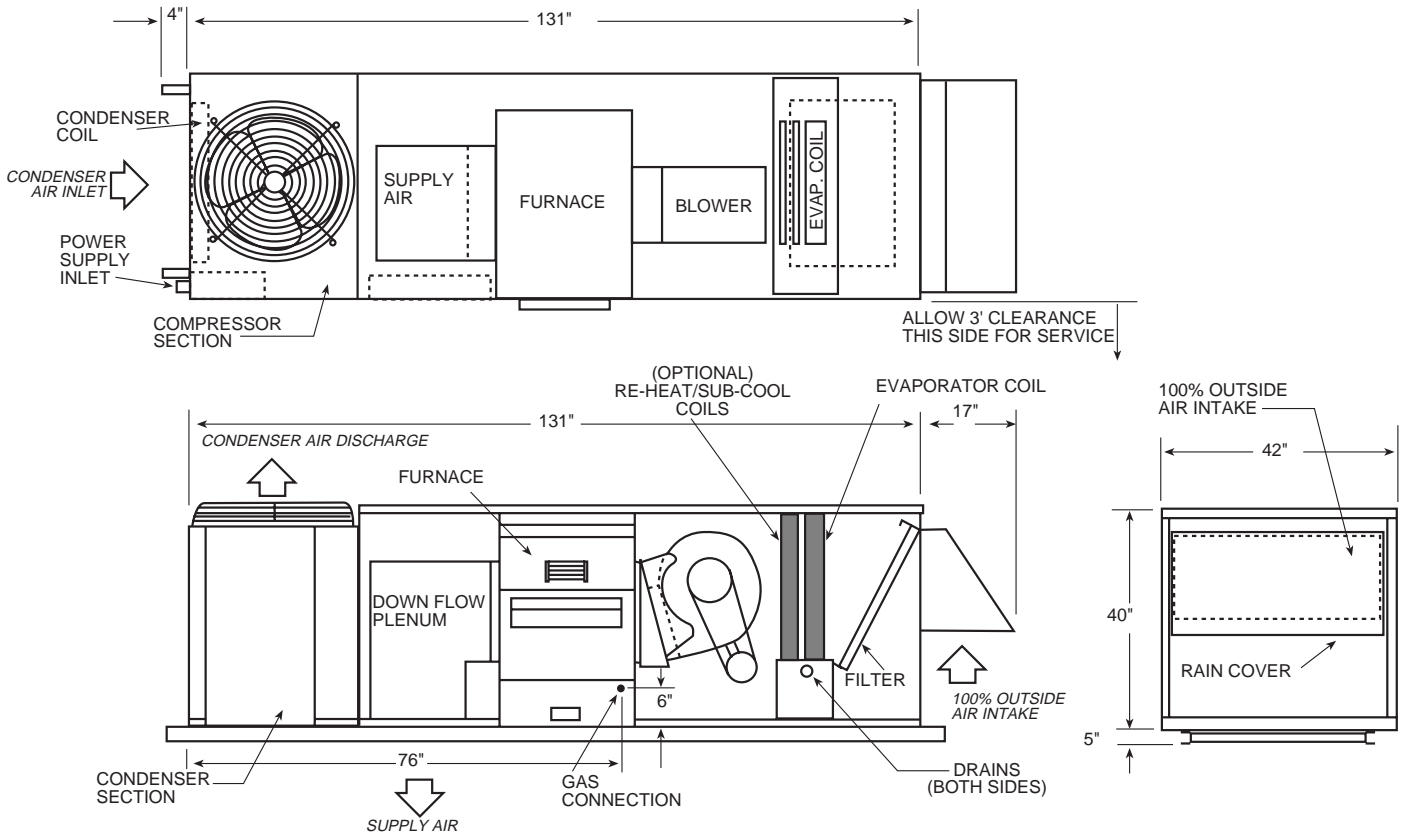 4"
131"
CONDENSER
COIL
CONDENSER
AIR INLET
POWER
SUPPLY
INLET
SUPPLY
AIR
FURNACE
BLOWER
EVAP. COIL
COMPRESSOR
SECTION
ALLOW 3' CLEARANCE
THIS SIDE FOR SERVICE
(OPTIONAL)
RE-HEAT/SUB-COOL
COILS
EVAPORATOR COIL
131"
17"
CONDENSER AIR DISCHARGE
FURNACE
DOWN FLOW
PLENUM
FILTER
6"
100% OUTSIDE
AIR INTAKE
76"
CONDENSER
SECTION
SUPPLY AIR
GAS
CONNECTION
DRAINS
(BOTH SIDES)
100% OUTSIDE
AIR INTAKE
42"
40"
RAIN COVER
5"